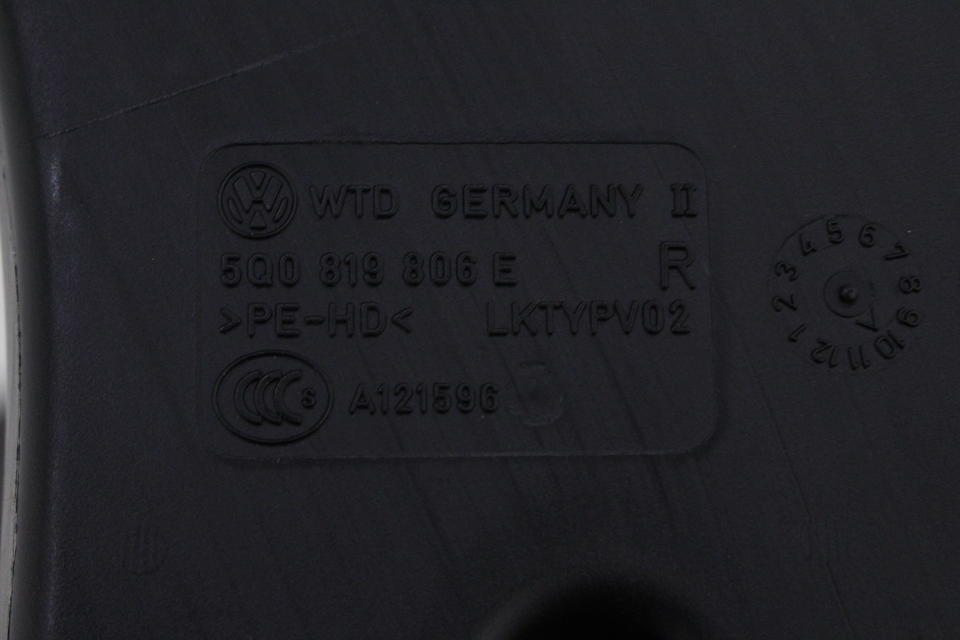 WTD GERMANY II
5Q0 819 806 E R
>PE-HD< LKTYPV02
CCC S A121596
1 2 3 4 5 6 7 8 9 10 11 12